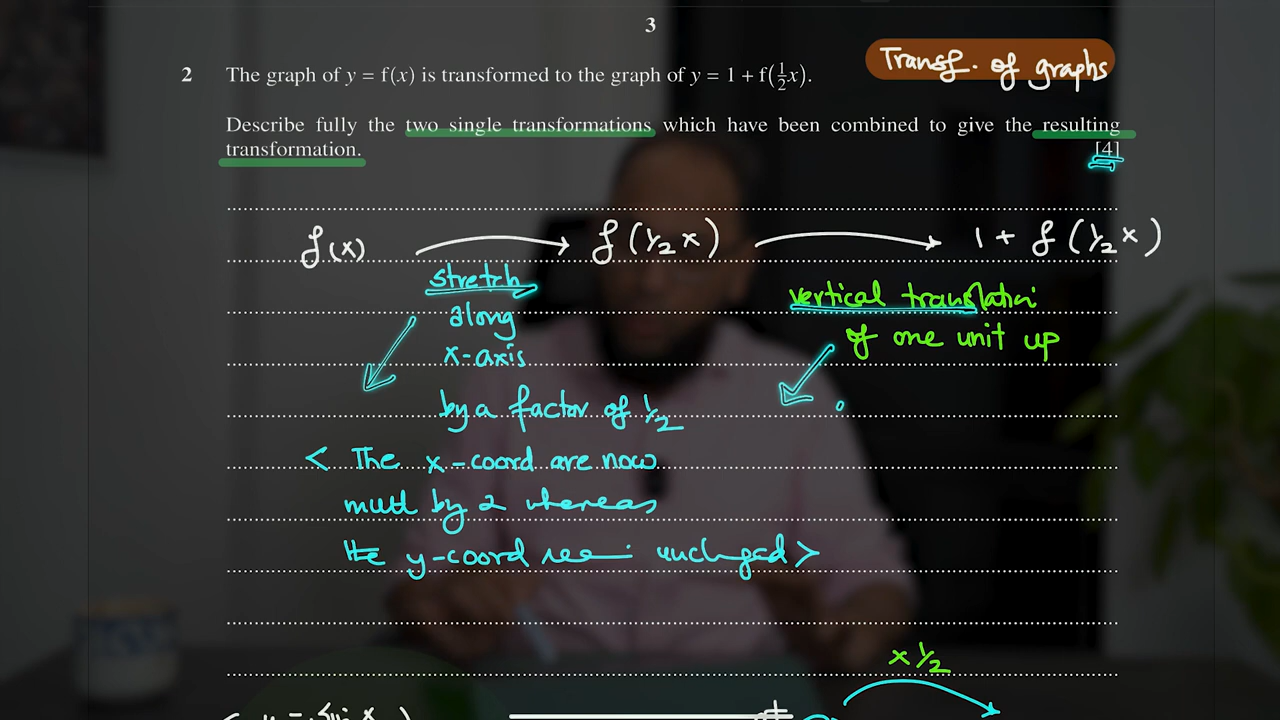 3
Transf. of graphs
2 The graph of y = f(x) is transformed to the graph of y = 1 + f(½x).
Describe fully the two single transformations which have been combined to give the resulting
transformation. [4]
f(x) → f(1/2 x) → 1 + f(1/2 x)
stretch
along
x-axis
by a factor of 1/2
vertical translation
of one unit up
< The x-coord are now
mult by 2 whereas
the y-coord unchged >
x 1/2